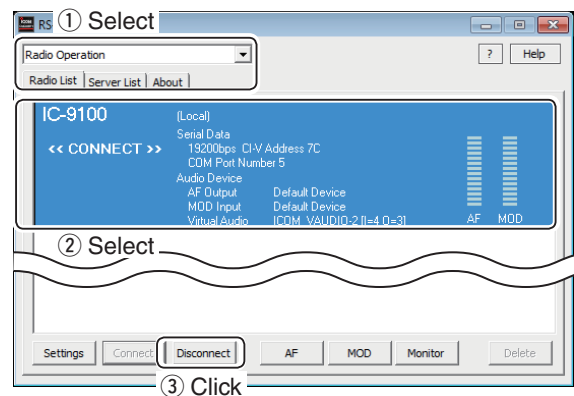 ① Select
RS
Radio Operation
? Help
Radio List Server List About
IC-9100 (Local)
Serial Data
<< CONNECT >> 19200bps CI-V Address 7C
COM Port Number 5
Audio Device
AF Output Default Device
MOD Input Default Device
Virtual Audio ICOM_VAUDIO-2 [I=4 O=3] AF MOD
② Select
Settings Connect Disconnect AF MOD Monitor Delete
③ Click